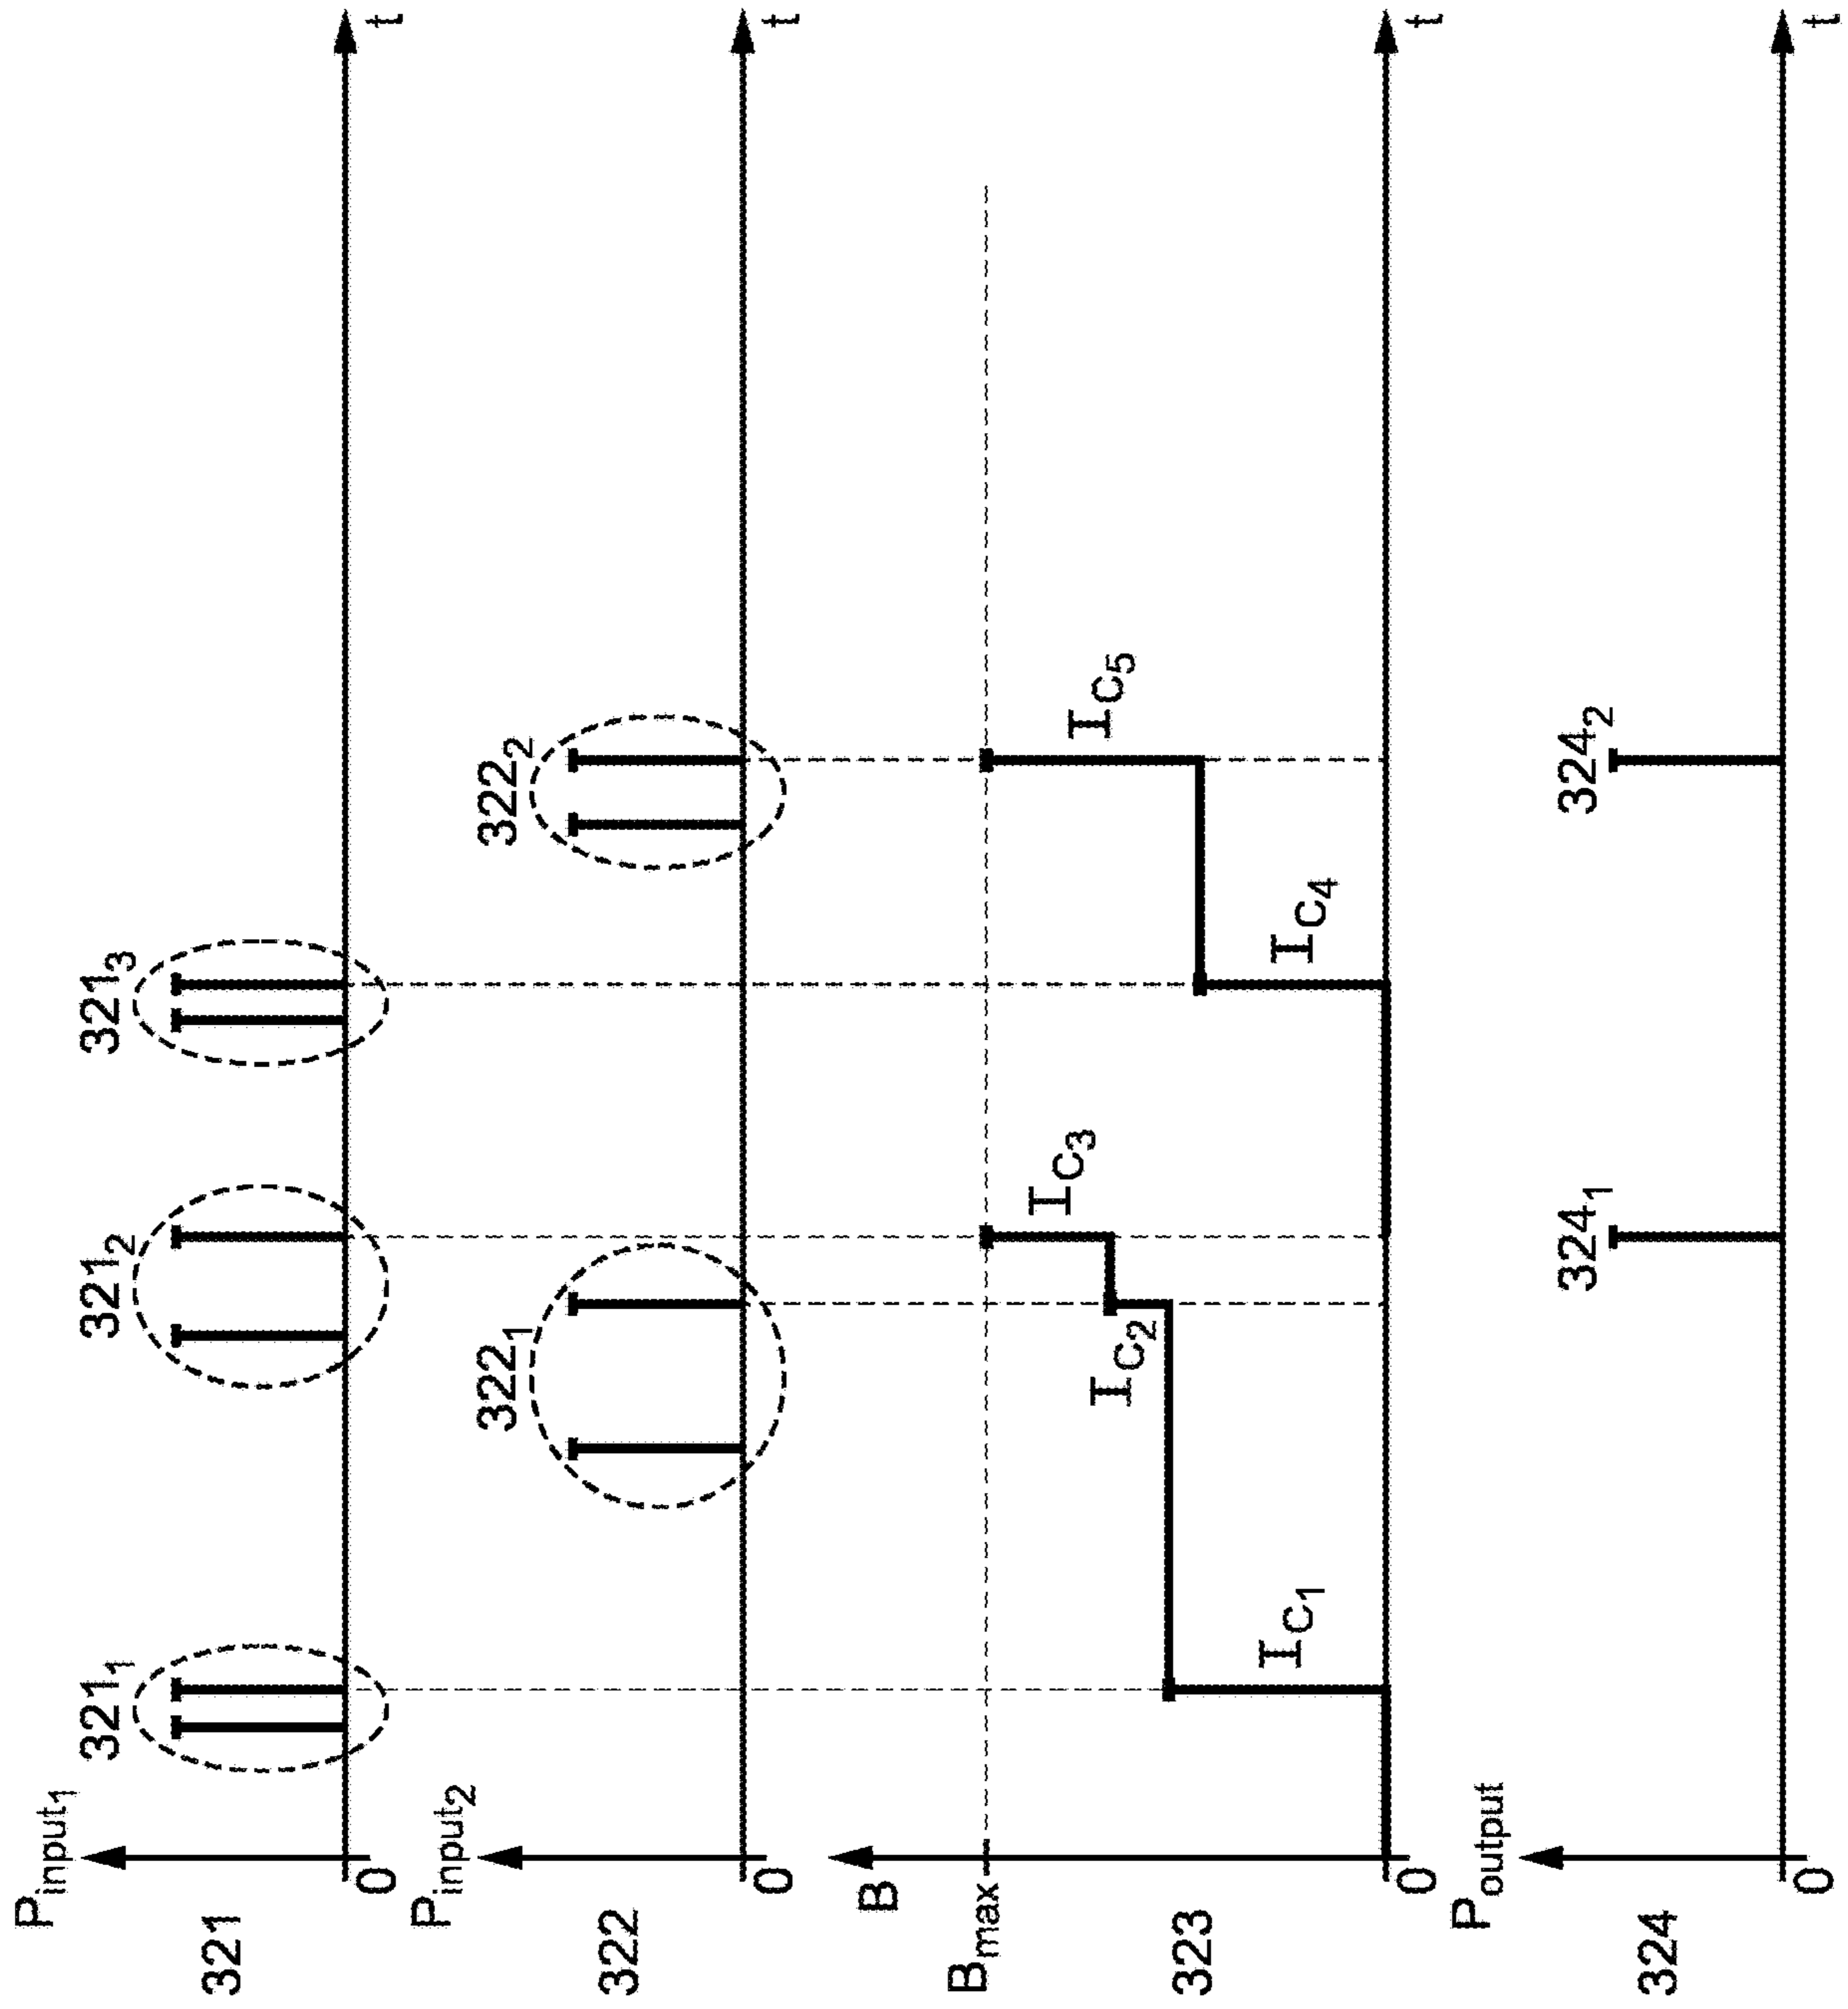 P_input1
321
321_1
321_2
321_3
0
t
P_input2
322
322_1
322_2
0
t
B
B_max
323
I_C1
I_C2
I_C3
I_C4
I_C5
0
t
P_output
324
324_1
324_2
0
t